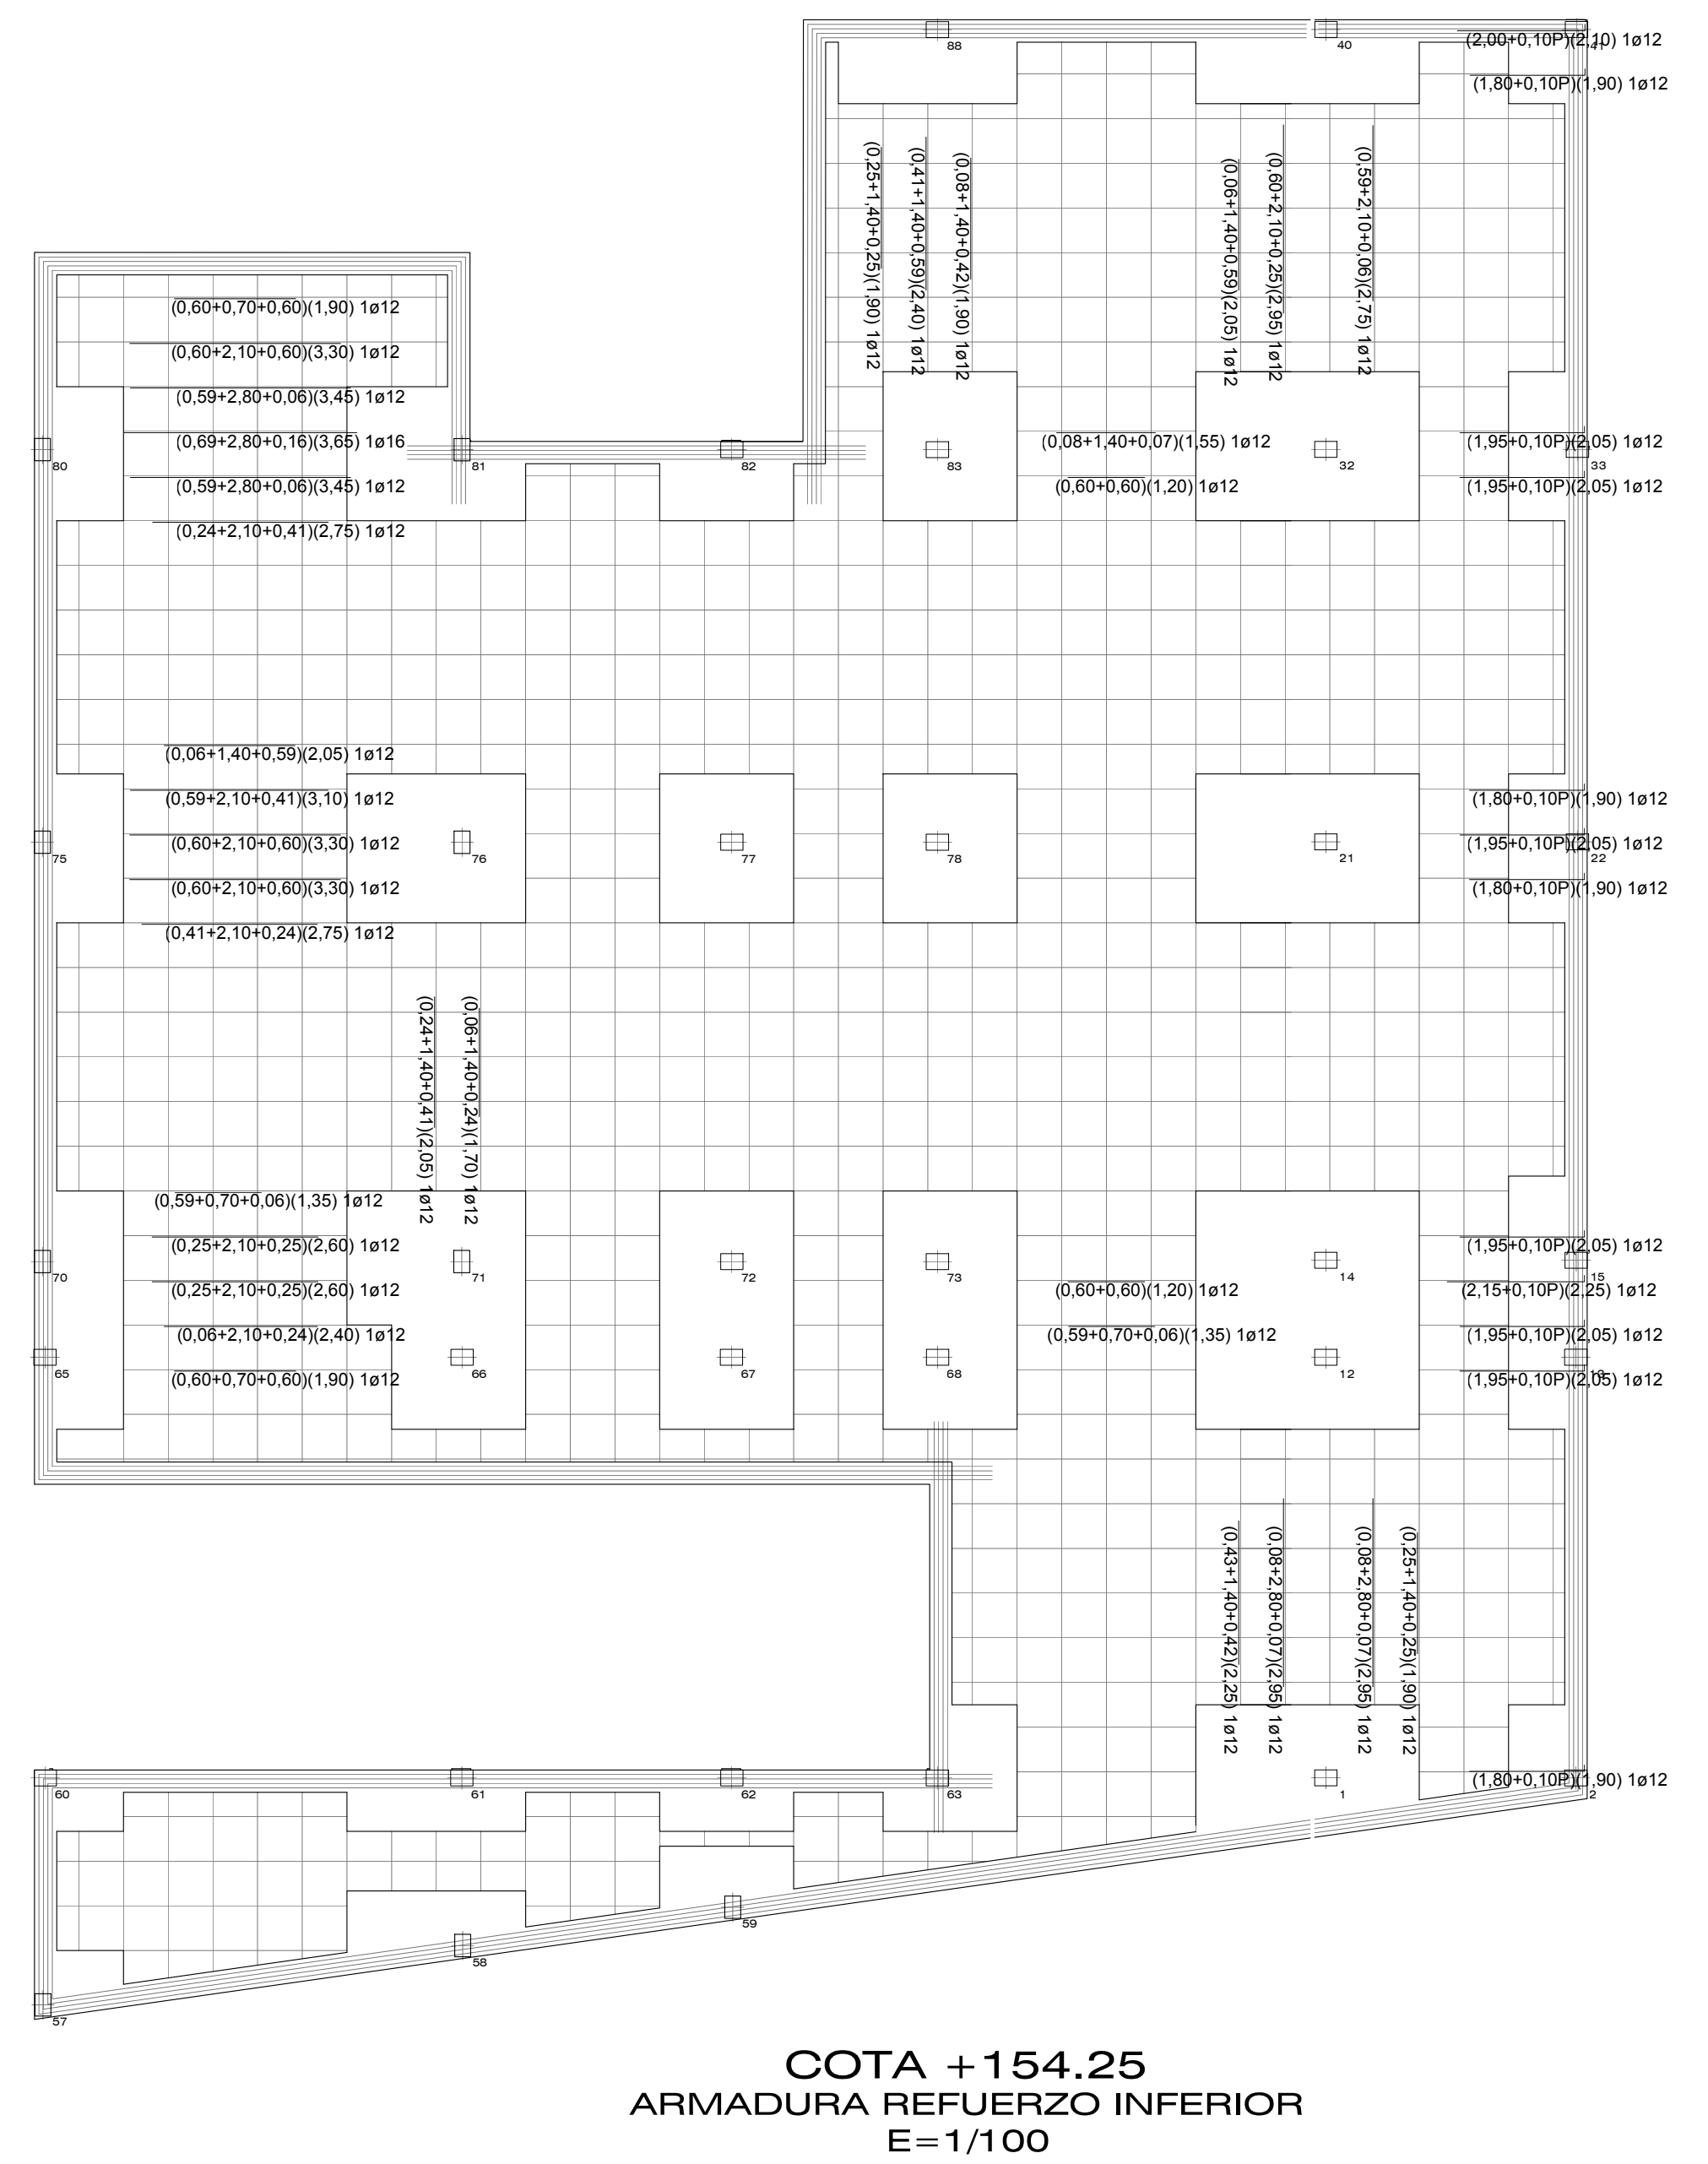 88
40
41
(2,00+0,10P)(2,10) 1ø12
(1,80+0,10P)(1,90) 1ø12
(0,25+1,40+0,25)(1,90) 1ø12
(0,41+1,40+0,59)(2,40) 1ø12
(0,08+1,40+0,42)(1,90) 1ø12
(0,06+1,40+0,59)(2,05) 1ø12
(0,60+2,10+0,25)(2,95) 1ø12
(0,59+2,10+0,06)(2,75) 1ø12
(0,60+0,70+0,60)(1,90) 1ø12
(0,60+2,10+0,60)(3,30) 1ø12
(0,59+2,80+0,06)(3,45) 1ø12
(0,69+2,80+0,16)(3,65) 1ø16
(0,08+1,40+0,07)(1,55) 1ø12
(1,95+0,10P)(2,05) 1ø12
80
81
82
83
32
33
(0,59+2,80+0,06)(3,45) 1ø12
(0,60+0,60)(1,20) 1ø12
(1,95+0,10P)(2,05) 1ø12
(0,24+2,10+0,41)(2,75) 1ø12
(0,06+1,40+0,59)(2,05) 1ø12
(0,59+2,10+0,41)(3,10) 1ø12
(1,80+0,10P)(1,90) 1ø12
(0,60+2,10+0,60)(3,30) 1ø12
(1,95+0,10P)(2,05) 1ø12
75
76
77
78
21
22
(0,60+2,10+0,60)(3,30) 1ø12
(1,80+0,10P)(1,90) 1ø12
(0,41+2,10+0,24)(2,75) 1ø12
(0,24+1,40+0,41)(2,05) 1ø12
(0,06+1,40+0,24)(1,70) 1ø12
(0,59+0,70+0,06)(1,35) 1ø12
(0,25+2,10+0,25)(2,60) 1ø12
(1,95+0,10P)(2,05) 1ø12
70
71
72
73
14
15
(0,25+2,10+0,25)(2,60) 1ø12
(0,60+0,60)(1,20) 1ø12
(2,15+0,10P)(2,25) 1ø12
(0,06+2,10+0,24)(2,40) 1ø12
(0,59+0,70+0,06)(1,35) 1ø12
(1,95+0,10P)(2,05) 1ø12
65
66
67
68
12
(0,60+0,70+0,60)(1,90) 1ø12
(1,95+0,10P)(2,05) 1ø12
(0,43+1,40+0,42)(2,25) 1ø12
(0,08+2,80+0,07)(2,95) 1ø12
(0,08+2,80+0,07)(2,95) 1ø12
(0,25+1,40+0,25)(1,90) 1ø12
(1,80+0,10P)(1,90) 1ø12
60
61
62
63
1
2
59
58
57
COTA +154.25
ARMADURA REFUERZO INFERIOR
E=1/100